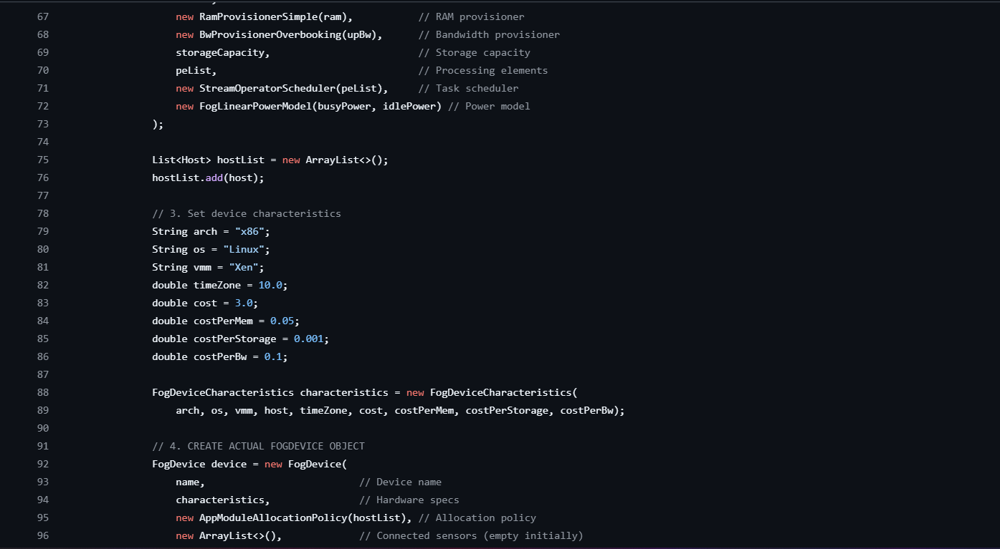 67 new RamProvisionerSimple(ram), // RAM provisioner
68 new BwProvisionerOverbooking(upBw), // Bandwidth provisioner
69 storageCapacity, // Storage capacity
70 peList, // Processing elements
71 new StreamOperatorScheduler(peList), // Task scheduler
72 new FogLinearPowerModel(busyPower, idlePower) // Power model
73 );
74
75 List<Host> hostList = new ArrayList<>();
76 hostList.add(host);
77
78 // 3. Set device characteristics
79 String arch = "x86";
80 String os = "Linux";
81 String vmm = "Xen";
82 double timeZone = 10.0;
83 double cost = 3.0;
84 double costPerMem = 0.05;
85 double costPerStorage = 0.001;
86 double costPerBw = 0.1;
87
88 FogDeviceCharacteristics characteristics = new FogDeviceCharacteristics(
89 arch, os, vmm, host, timeZone, cost, costPerMem, costPerStorage, costPerBw);
90
91 // 4. CREATE ACTUAL FOGDEVICE OBJECT
92 FogDevice device = new FogDevice(
93 name, // Device name
94 characteristics, // Hardware specs
95 new AppModuleAllocationPolicy(hostList), // Allocation policy
96 new ArrayList<>(), // Connected sensors (empty initially)